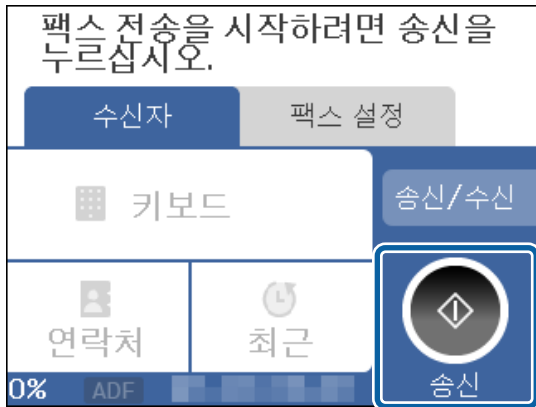 팩스 전송을 시작하려면 송신을
누르십시오.
수신자
팩스 설정
키보드
송신/수신
연락처
최근
송신
0%
ADF